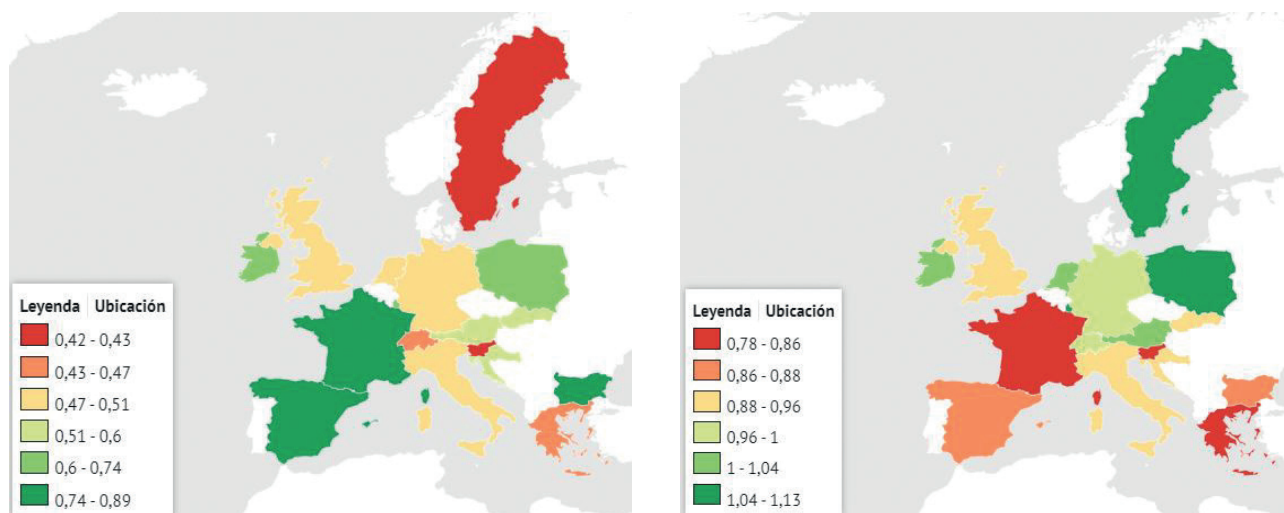 Leyenda Ubicación
0,42 - 0,43
0,43 - 0,47
0,47 - 0,51
0,51 - 0,6
0,6 - 0,74
0,74 - 0,89
Leyenda Ubicación
0,78 - 0,86
0,86 - 0,88
0,88 - 0,96
0,96 - 1
1 - 1,04
1,04 - 1,13